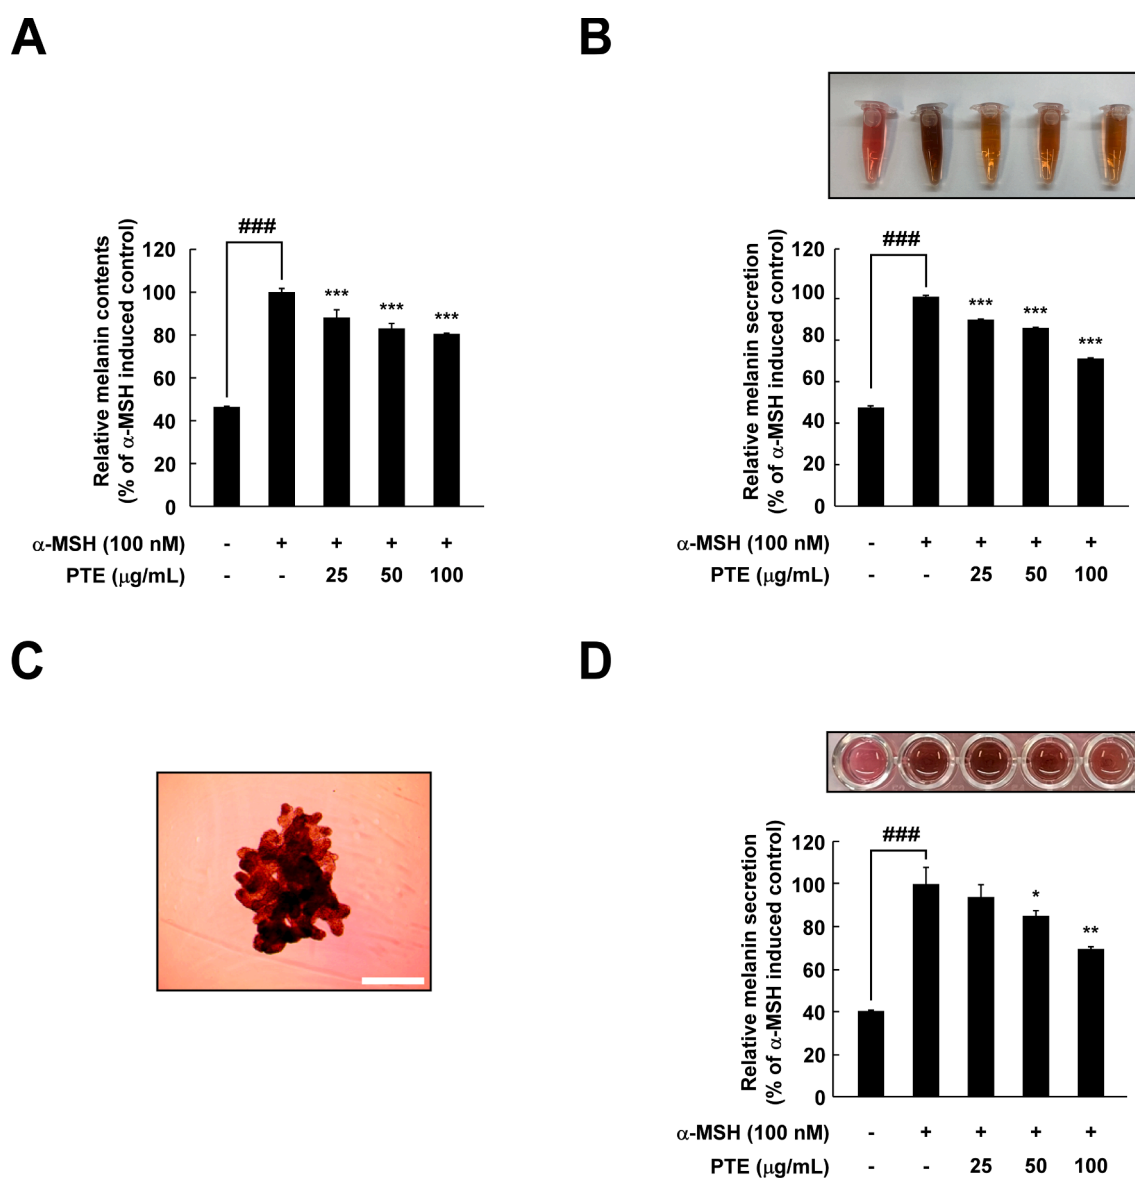 A
B
###
Relative melanin contents
(% of α-MSH induced control)
120
100
80
60
40
20
0
***
***
***
α-MSH (100 nM) - + + + +
PTE (μg/mL) - - 25 50 100
###
Relative melanin secretion
(% of α-MSH induced control)
120
100
80
60
40
20
0
***
***
***
α-MSH (100 nM) - + + + +
PTE (μg/mL) - - 25 50 100
C
D
###
Relative melanin secretion
(% of α-MSH induced control)
120
100
80
60
40
20
0
*
**
α-MSH (100 nM) - + + + +
PTE (μg/mL) - - 25 50 100